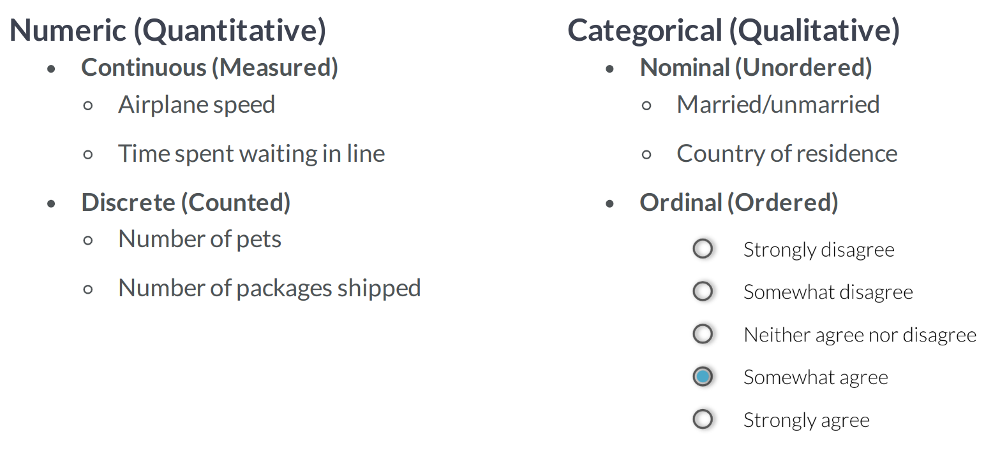 Numeric (Quantitative)
Continuous (Measured)
Airplane speed
Time spent waiting in line
Discrete (Counted)
Number of pets
Number of packages shipped
Categorical (Qualitative)
Nominal (Unordered)
Married/unmarried
Country of residence
Ordinal (Ordered)
Strongly disagree
Somewhat disagree
Neither agree nor disagree
Somewhat agree
Strongly agree